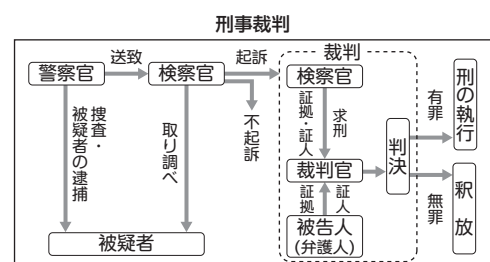 刑事裁判
警察官
送致
検察官
起訴
不起訴
捜査・
被疑者の逮捕
取り調べ
被疑者
裁判
検察官
証拠・証人
求刑
裁判官
証拠
証人
被告人
(弁護人)
判決
有罪
刑の執行
無罪
釈放